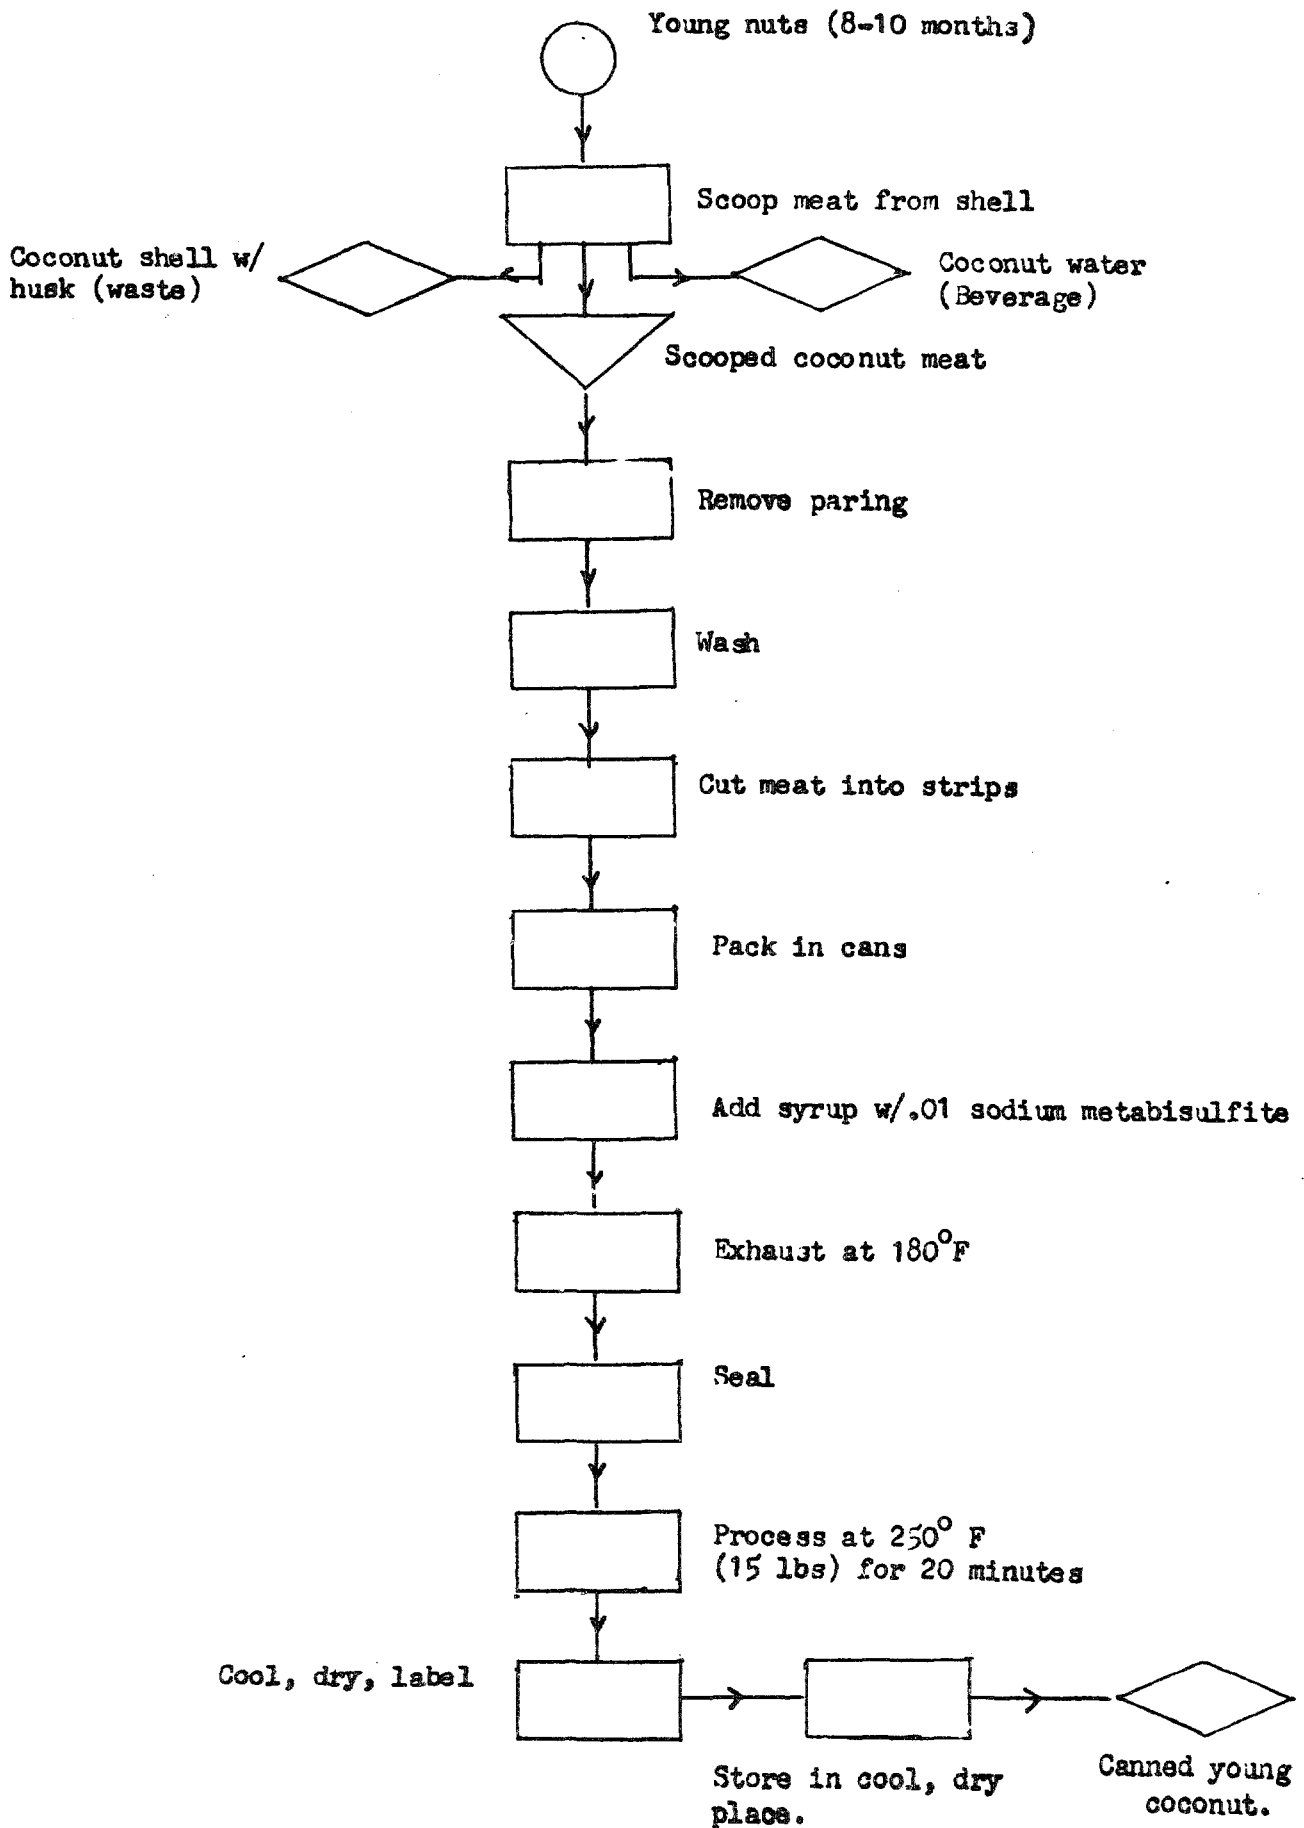 Young nuts (8-10 months)
Scoop meat from shell
Coconut shell w/
husk (waste)
Coconut water
(Beverage)
Scooped coconut meat
Remove paring
Wash
Cut meat into strips
Pack in cans
Add syrup w/.01 sodium metabisulfite
Exhaust at 180°F
Seal
Process at 250° F
(15 lbs) for 20 minutes
Cool, dry, label
Store in cool, dry
place.
Canned young
coconut.